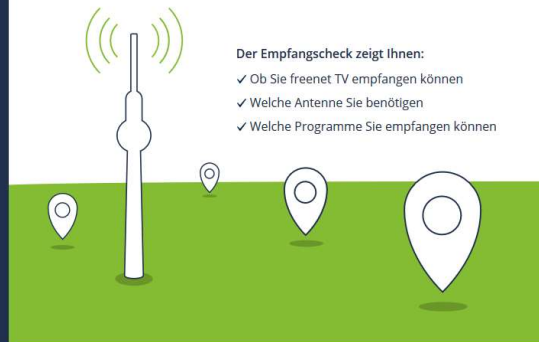 Der Empfangscheck zeigt Ihnen:
✓ Ob Sie freenet TV empfangen können
✓ Welche Antenne Sie benötigen
✓ Welche Programme Sie empfangen können